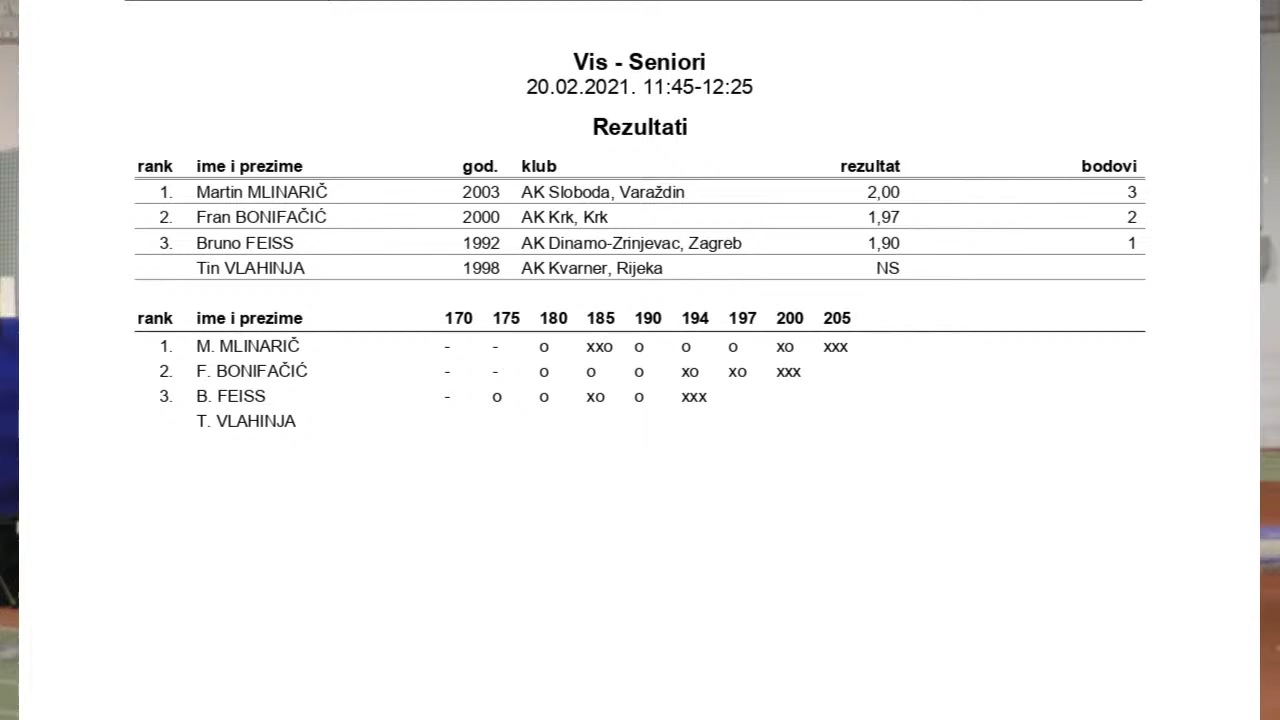 Vis - Seniori
20.02.2021. 11:45-12:25
Rezultati
rank ime i prezime god. klub rezultat bodovi
1. Martin MLINARIČ 2003 AK Sloboda, Varaždin 2,00 3
2. Fran BONIFAČIĆ 2000 AK Krk, Krk 1,97 2
3. Bruno FEISS 1992 AK Dinamo-Zrinjevac, Zagreb 1,90 1
Tin VLAHINJA 1998 AK Kvarner, Rijeka NS
rank ime i prezime 170 175 180 185 190 194 197 200 205
1. M. MLINARIČ - - o xxo o o o xo xxx
2. F. BONIFAČIĆ - - o o o xo xo xxx
3. B. FEISS - o o xo o xxx
T. VLAHINJA